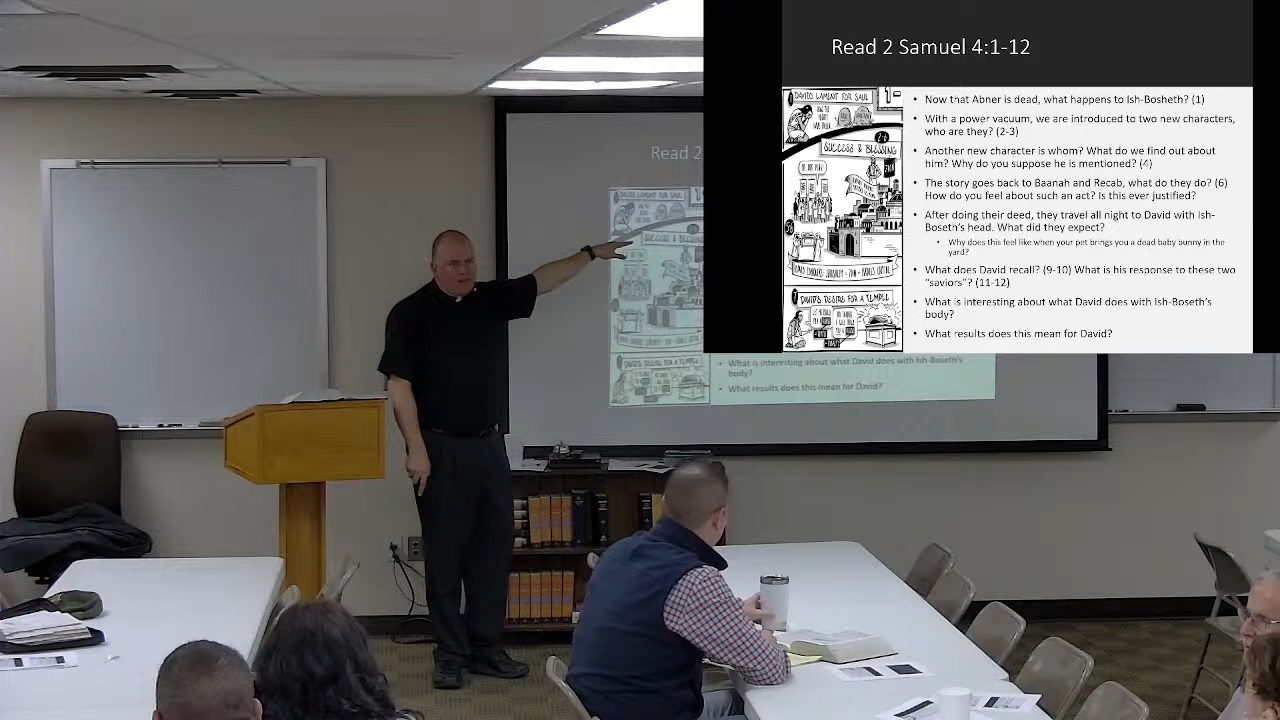 Read 2 Samuel 4:1-12
DAVID'S LAMENT FOR SAUL
SUCCESS & BLESSING
DAVID'S DESIRE FOR A TEMPLE
• Now that Abner is dead, what happens to Ish-Bosheth? (1)
• With a power vacuum, we are introduced to two new characters,
who are they? (2-3)
• Another new character is whom? What do we find out about
him? Why do you suppose he is mentioned? (4)
• The story goes back to Baanah and Recab, what do they do? (6)
How do you feel about such an act? Is this ever justified?
• After doing their deed, they travel all night to David with Ish-
Boseth's head. What did they expect?
• Why does this feel like when your pet brings you a dead baby bunny in the
yard?
• What does David recall? (9-10) What is his response to these two
"saviors"? (11-12)
• What is interesting about what David does with Ish-Boseth's
body?
• What results does this mean for David?
Read 2
SUCCESS & BLESSING
DAVID'S DESIRE FOR A TEMPLE
• What is interesting about what David does with Ish-Boseth's
body?
• What results does this mean for David?